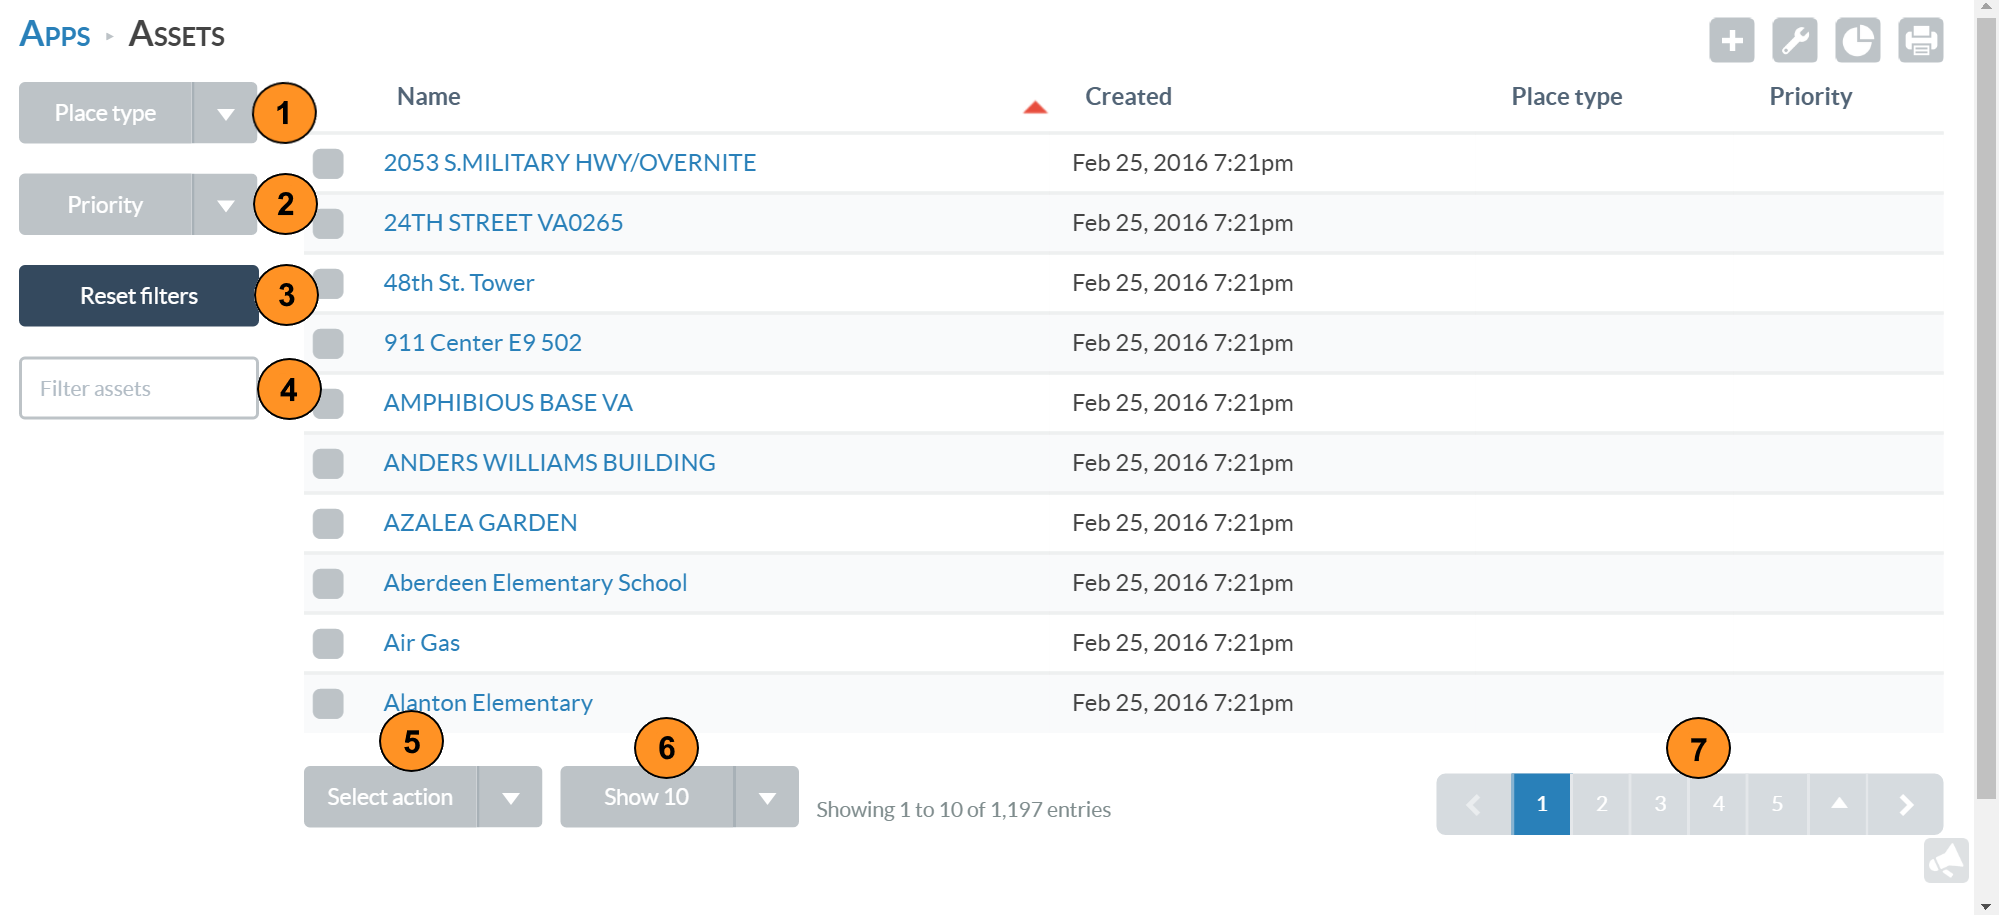 Apps ▸ Assets
Name Created Place type Priority
Place type 1
2053 S.MILITARY HWY/OVERNITE Feb 25, 2016 7:21pm
Priority 2
24TH STREET VA0265 Feb 25, 2016 7:21pm
Reset filters 3
48th St. Tower Feb 25, 2016 7:21pm
911 Center E9 502 Feb 25, 2016 7:21pm
Filter assets 4
AMPHIBIOUS BASE VA Feb 25, 2016 7:21pm
ANDERS WILLIAMS BUILDING Feb 25, 2016 7:21pm
AZALEA GARDEN Feb 25, 2016 7:21pm
Aberdeen Elementary School Feb 25, 2016 7:21pm
Air Gas Feb 25, 2016 7:21pm
Alanton Elementary Feb 25, 2016 7:21pm
5 6 7
Select action Show 10 Showing 1 to 10 of 1,197 entries 1 2 3 4 5